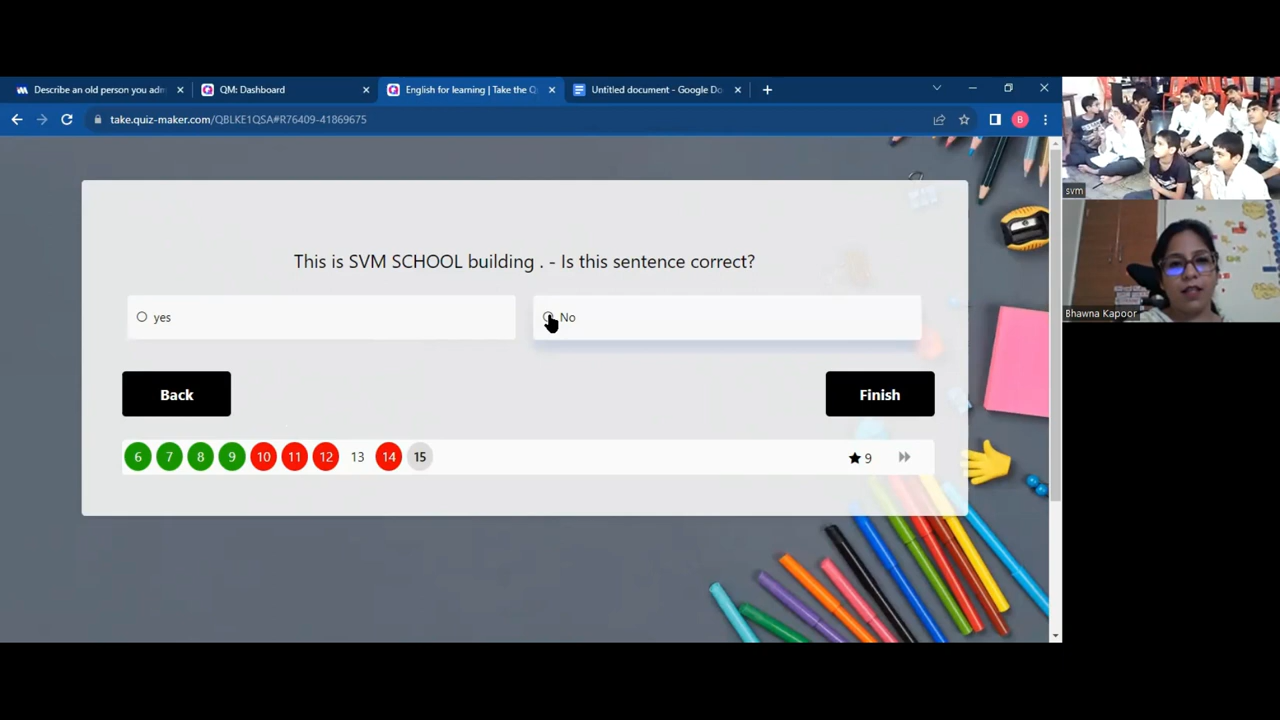 Describe an old person you adm
QM: Dashboard
English for learning | Take the Q
Untitled document - Google Do
take.quiz-maker.com/QBLKE1QSA#R76409-41869675
B
svm
Bhawna Kapoor
This is SVM SCHOOL building . - Is this sentence correct?
yes
No
Back
Finish
6 7 8 9 10 11 12 13 14 15
9